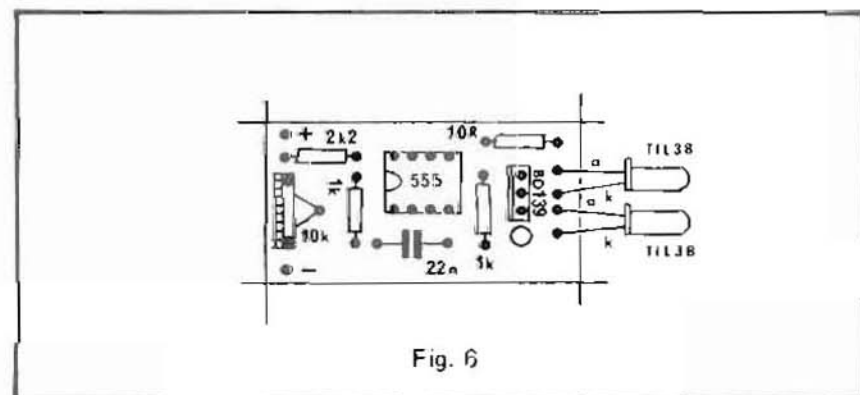 +
2k2
10R
TIL38
a
1k
555
BD139
k
a
10k
k
TIL38
-
22n
1k
Fig. 6